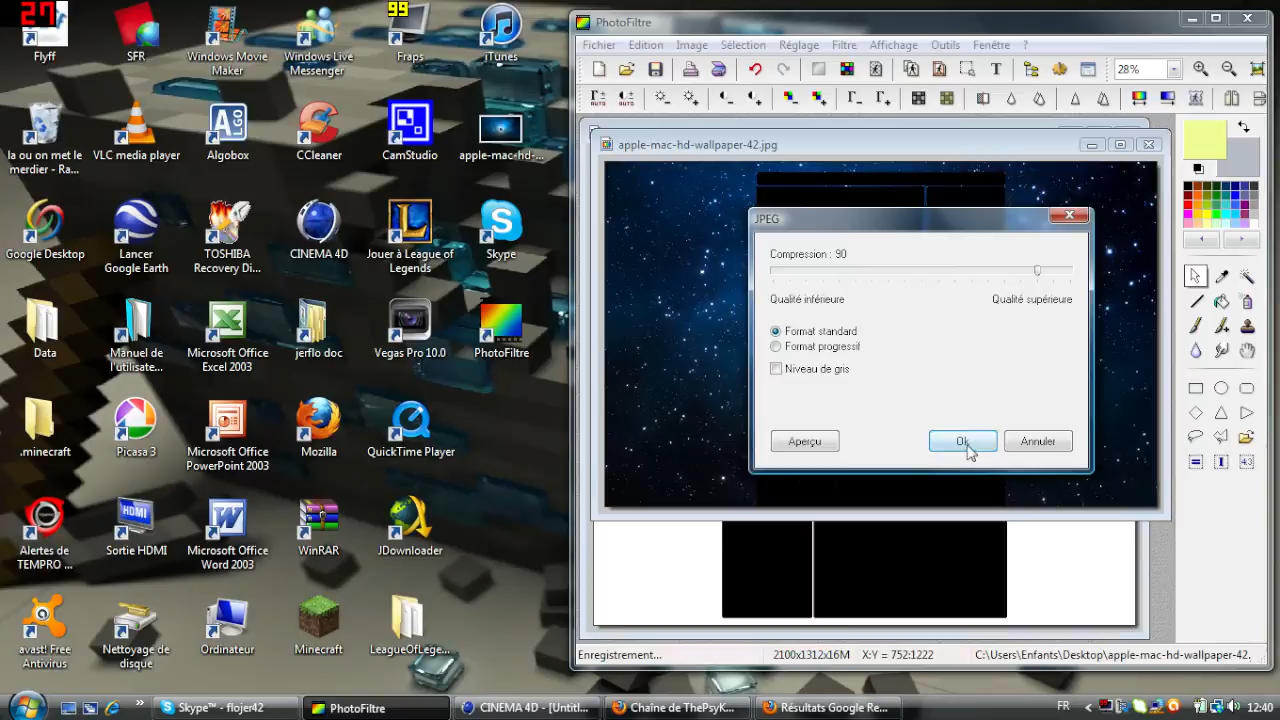 27
99
Flyff
SFR
Windows Movie
Maker
Windows Live
Messenger
Fraps
iTunes
la ou on met le
merdier - Ra...
VLC media player
Algobox
CCleaner
CamStudio
apple-mac-hd-...
Google Desktop
Lancer
Google Earth
TOSHIBA
Recovery Di...
CINEMA 4D
Jouer à League of
Legends
Skype
Data
Manuel de
l'utilisate...
Microsoft Office
Excel 2003
jerflo doc
Vegas Pro 10.0
PhotoFiltre
.minecraft
Picasa 3
Microsoft Office
PowerPoint 2003
Mozilla
QuickTime Player
Alertes de
TEMPRO ...
Sortie HDMI
Microsoft Office
Word 2003
WinRAR
JDownloader
avast! Free
Antivirus
Nettoyage de
disque
Ordinateur
Minecraft
LeagueOfLege...
PhotoFiltre
Fichier Edition Image Sélection Réglage Filtre Affichage Outils Fenêtre ?
28%
AUTO AUTO
apple-mac-hd-wallpaper-42.jpg
JPEG
Compression : 90
Qualité inférieure Qualité supérieure
Format standard
Format progressif
Niveau de gris
Aperçu Ok Annuler
Enregistrement... 2100x1312x16M X:Y = 752:1222 C:\Users\Enfants\Desktop\apple-mac-hd-wallpaper-42.
Skype™ - flojer42 PhotoFiltre CINEMA 4D - [Untitl... Chaîne de ThePsyK... Résultats Google Re... FR 12:40